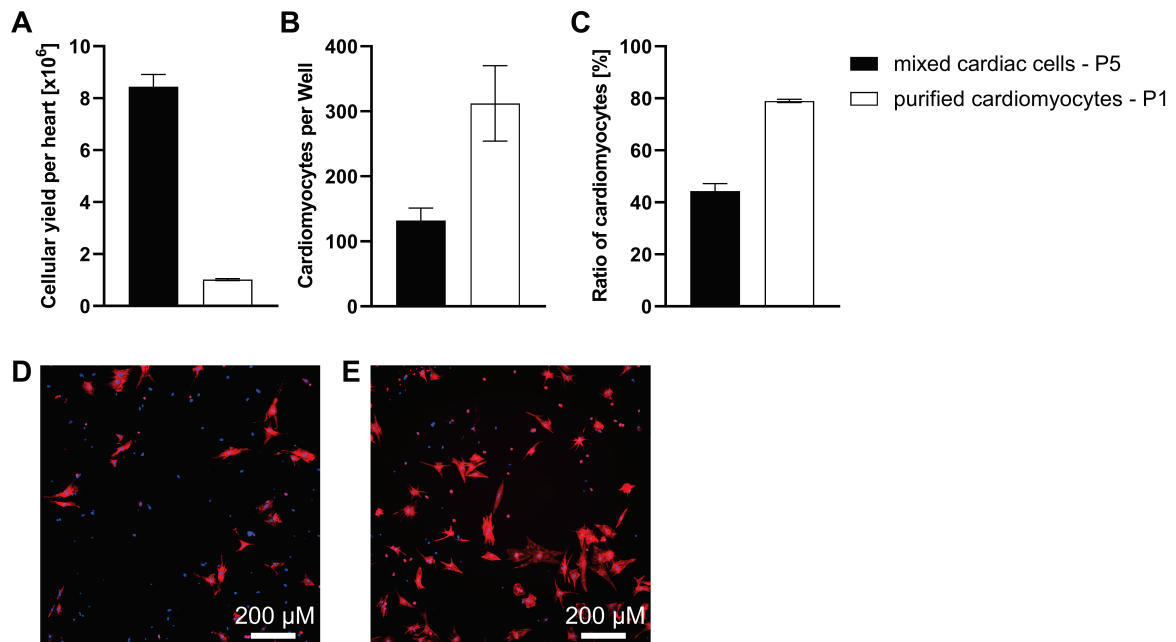 A
B
C
Cellular yield per heart [x10⁶]
10
8
6
4
2
0
Cardiomyocytes per Well
400
300
200
100
0
Ratio of cardiomyocytes [%]
100
80
60
40
20
0
mixed cardiac cells - P5
purified cardiomyocytes - P1
D
E
200 µM
200 µM